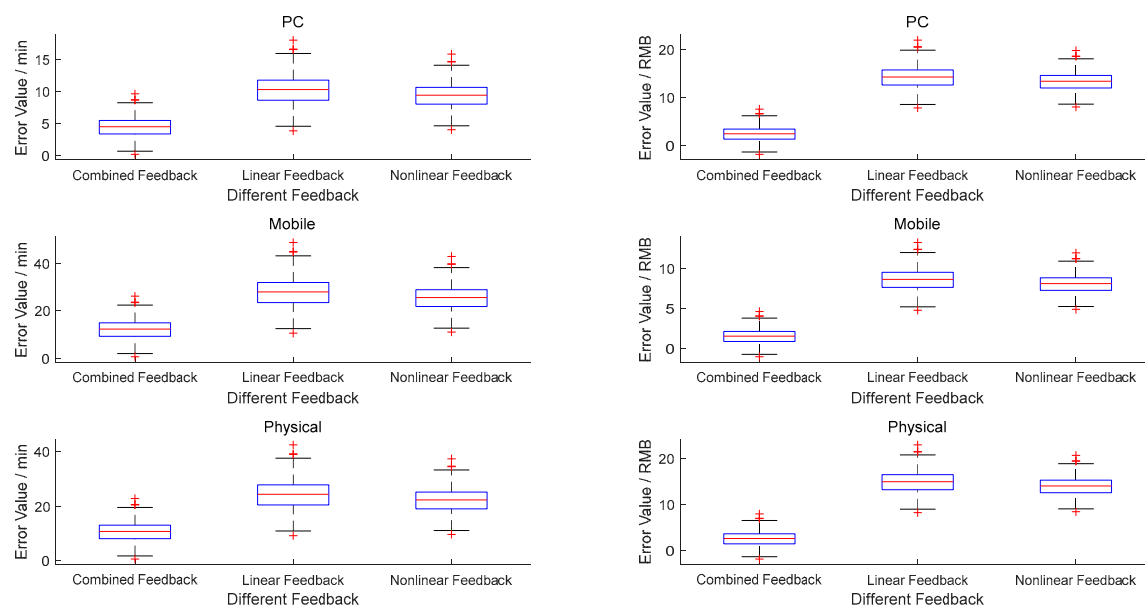 PC
Error Value / min
15
10
5
0
Combined Feedback
Linear Feedback
Nonlinear Feedback
Different Feedback
PC
Error Value / RMB
20
10
0
Combined Feedback
Linear Feedback
Nonlinear Feedback
Different Feedback
Mobile
Error Value / min
40
20
0
Combined Feedback
Linear Feedback
Nonlinear Feedback
Different Feedback
Mobile
Error Value / RMB
10
5
0
Combined Feedback
Linear Feedback
Nonlinear Feedback
Different Feedback
Physical
Error Value / min
40
20
0
Combined Feedback
Linear Feedback
Nonlinear Feedback
Different Feedback
Physical
Error Value / RMB
20
10
0
Combined Feedback
Linear Feedback
Nonlinear Feedback
Different Feedback